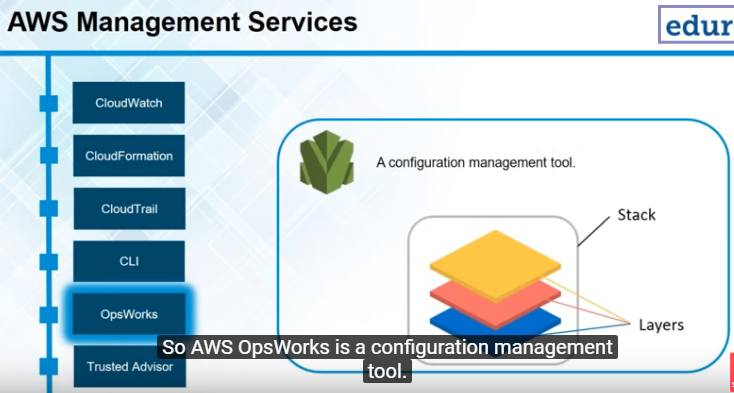 AWS Management Services
edur
CloudWatch
CloudFormation
CloudTrail
CLI
OpsWorks
Trusted Advisor
A configuration management tool.
Stack
Layers
So AWS OpsWorks is a configuration management
tool.